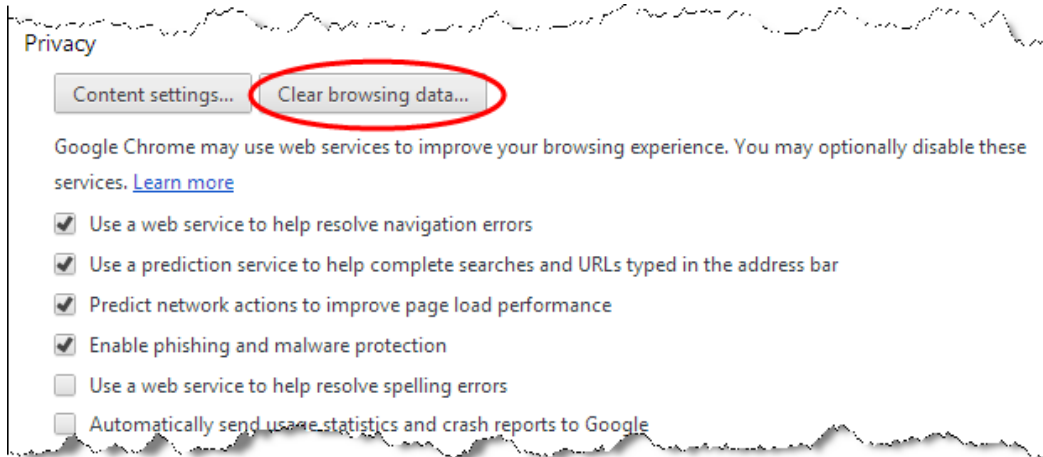 Privacy
Content settings... Clear browsing data...
Google Chrome may use web services to improve your browsing experience. You may optionally disable these
services. Learn more
Use a web service to help resolve navigation errors
Use a prediction service to help complete searches and URLs typed in the address bar
Predict network actions to improve page load performance
Enable phishing and malware protection
Use a web service to help resolve spelling errors
Automatically send usage statistics and crash reports to Google